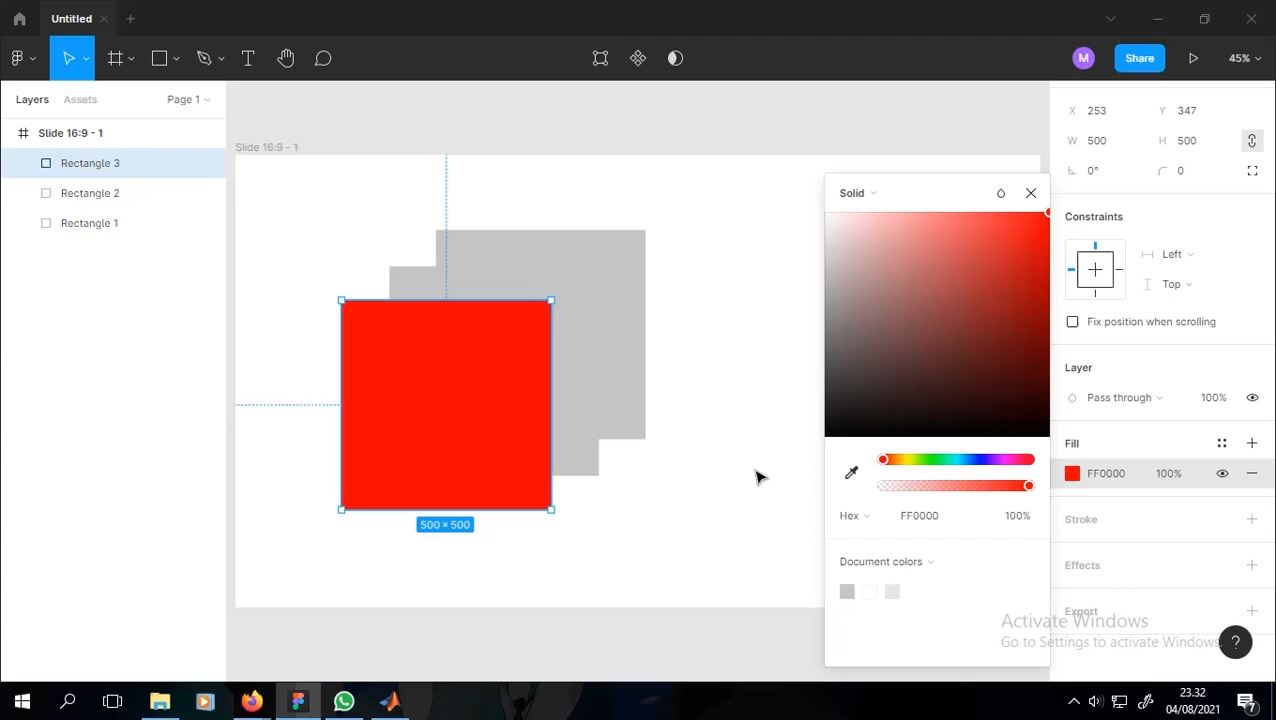 Untitled
M
Share
45%
Layers
Assets
Page 1
Slide 16:9 - 1
Rectangle 3
Rectangle 2
Rectangle 1
Slide 16:9 - 1
500 × 500
Solid
Hex
FF0000
100%
Document colors
X 253
Y 347
W 500
H 500
0°
0
Constraints
Left
Top
Fix position when scrolling
Layer
Pass through
100%
Fill
FF0000
100%
Stroke
Effects
Export
Activate Windows
Go to Settings to activate Windows.
?
23.32
04/08/2021
7